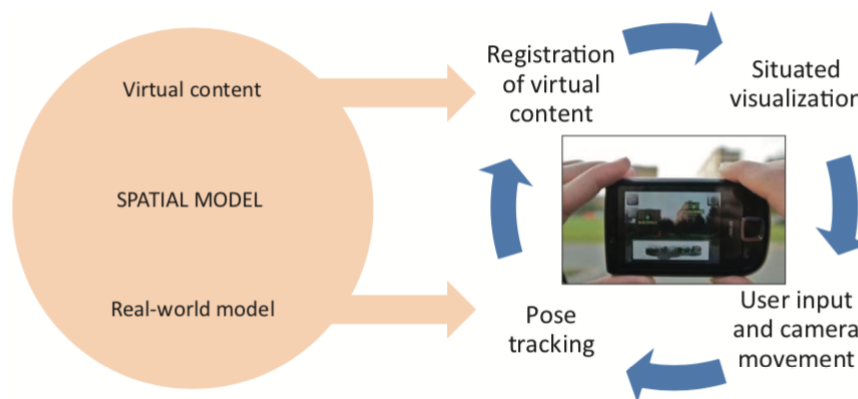 Virtual content
SPATIAL MODEL
Real-world model
Registration
of virtual
content
Situated
visualization
User input
and camera
movement
Pose
tracking